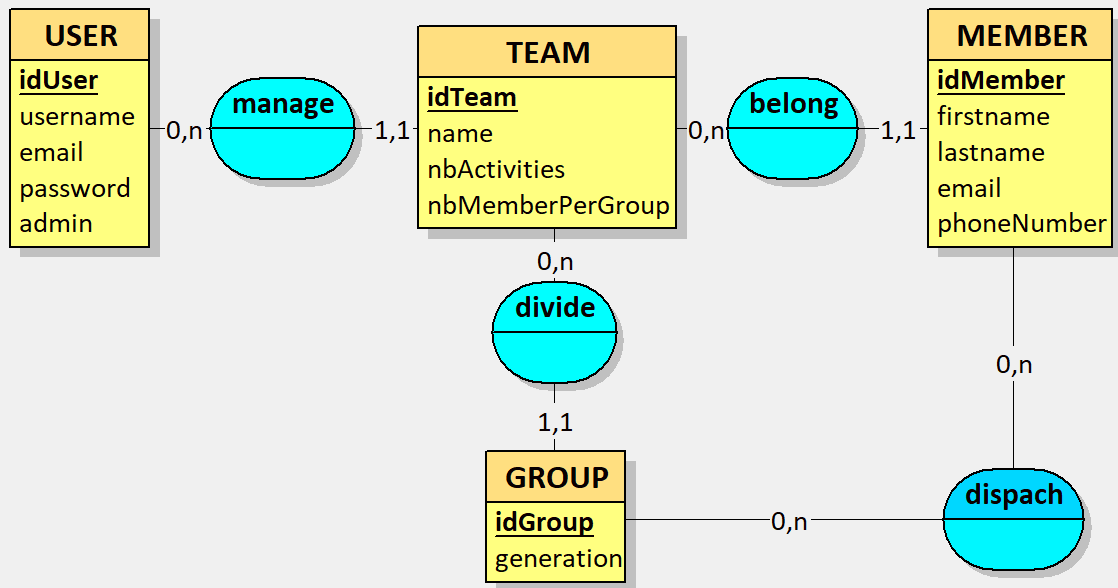 USER
idUser
username
email
password
admin
0,n
manage
1,1
TEAM
idTeam
name
nbActivities
nbMemberPerGroup
0,n
belong
1,1
MEMBER
idMember
firstname
lastname
email
phoneNumber
0,n
divide
1,1
GROUP
idGroup
generation
0,n
dispach
0,n